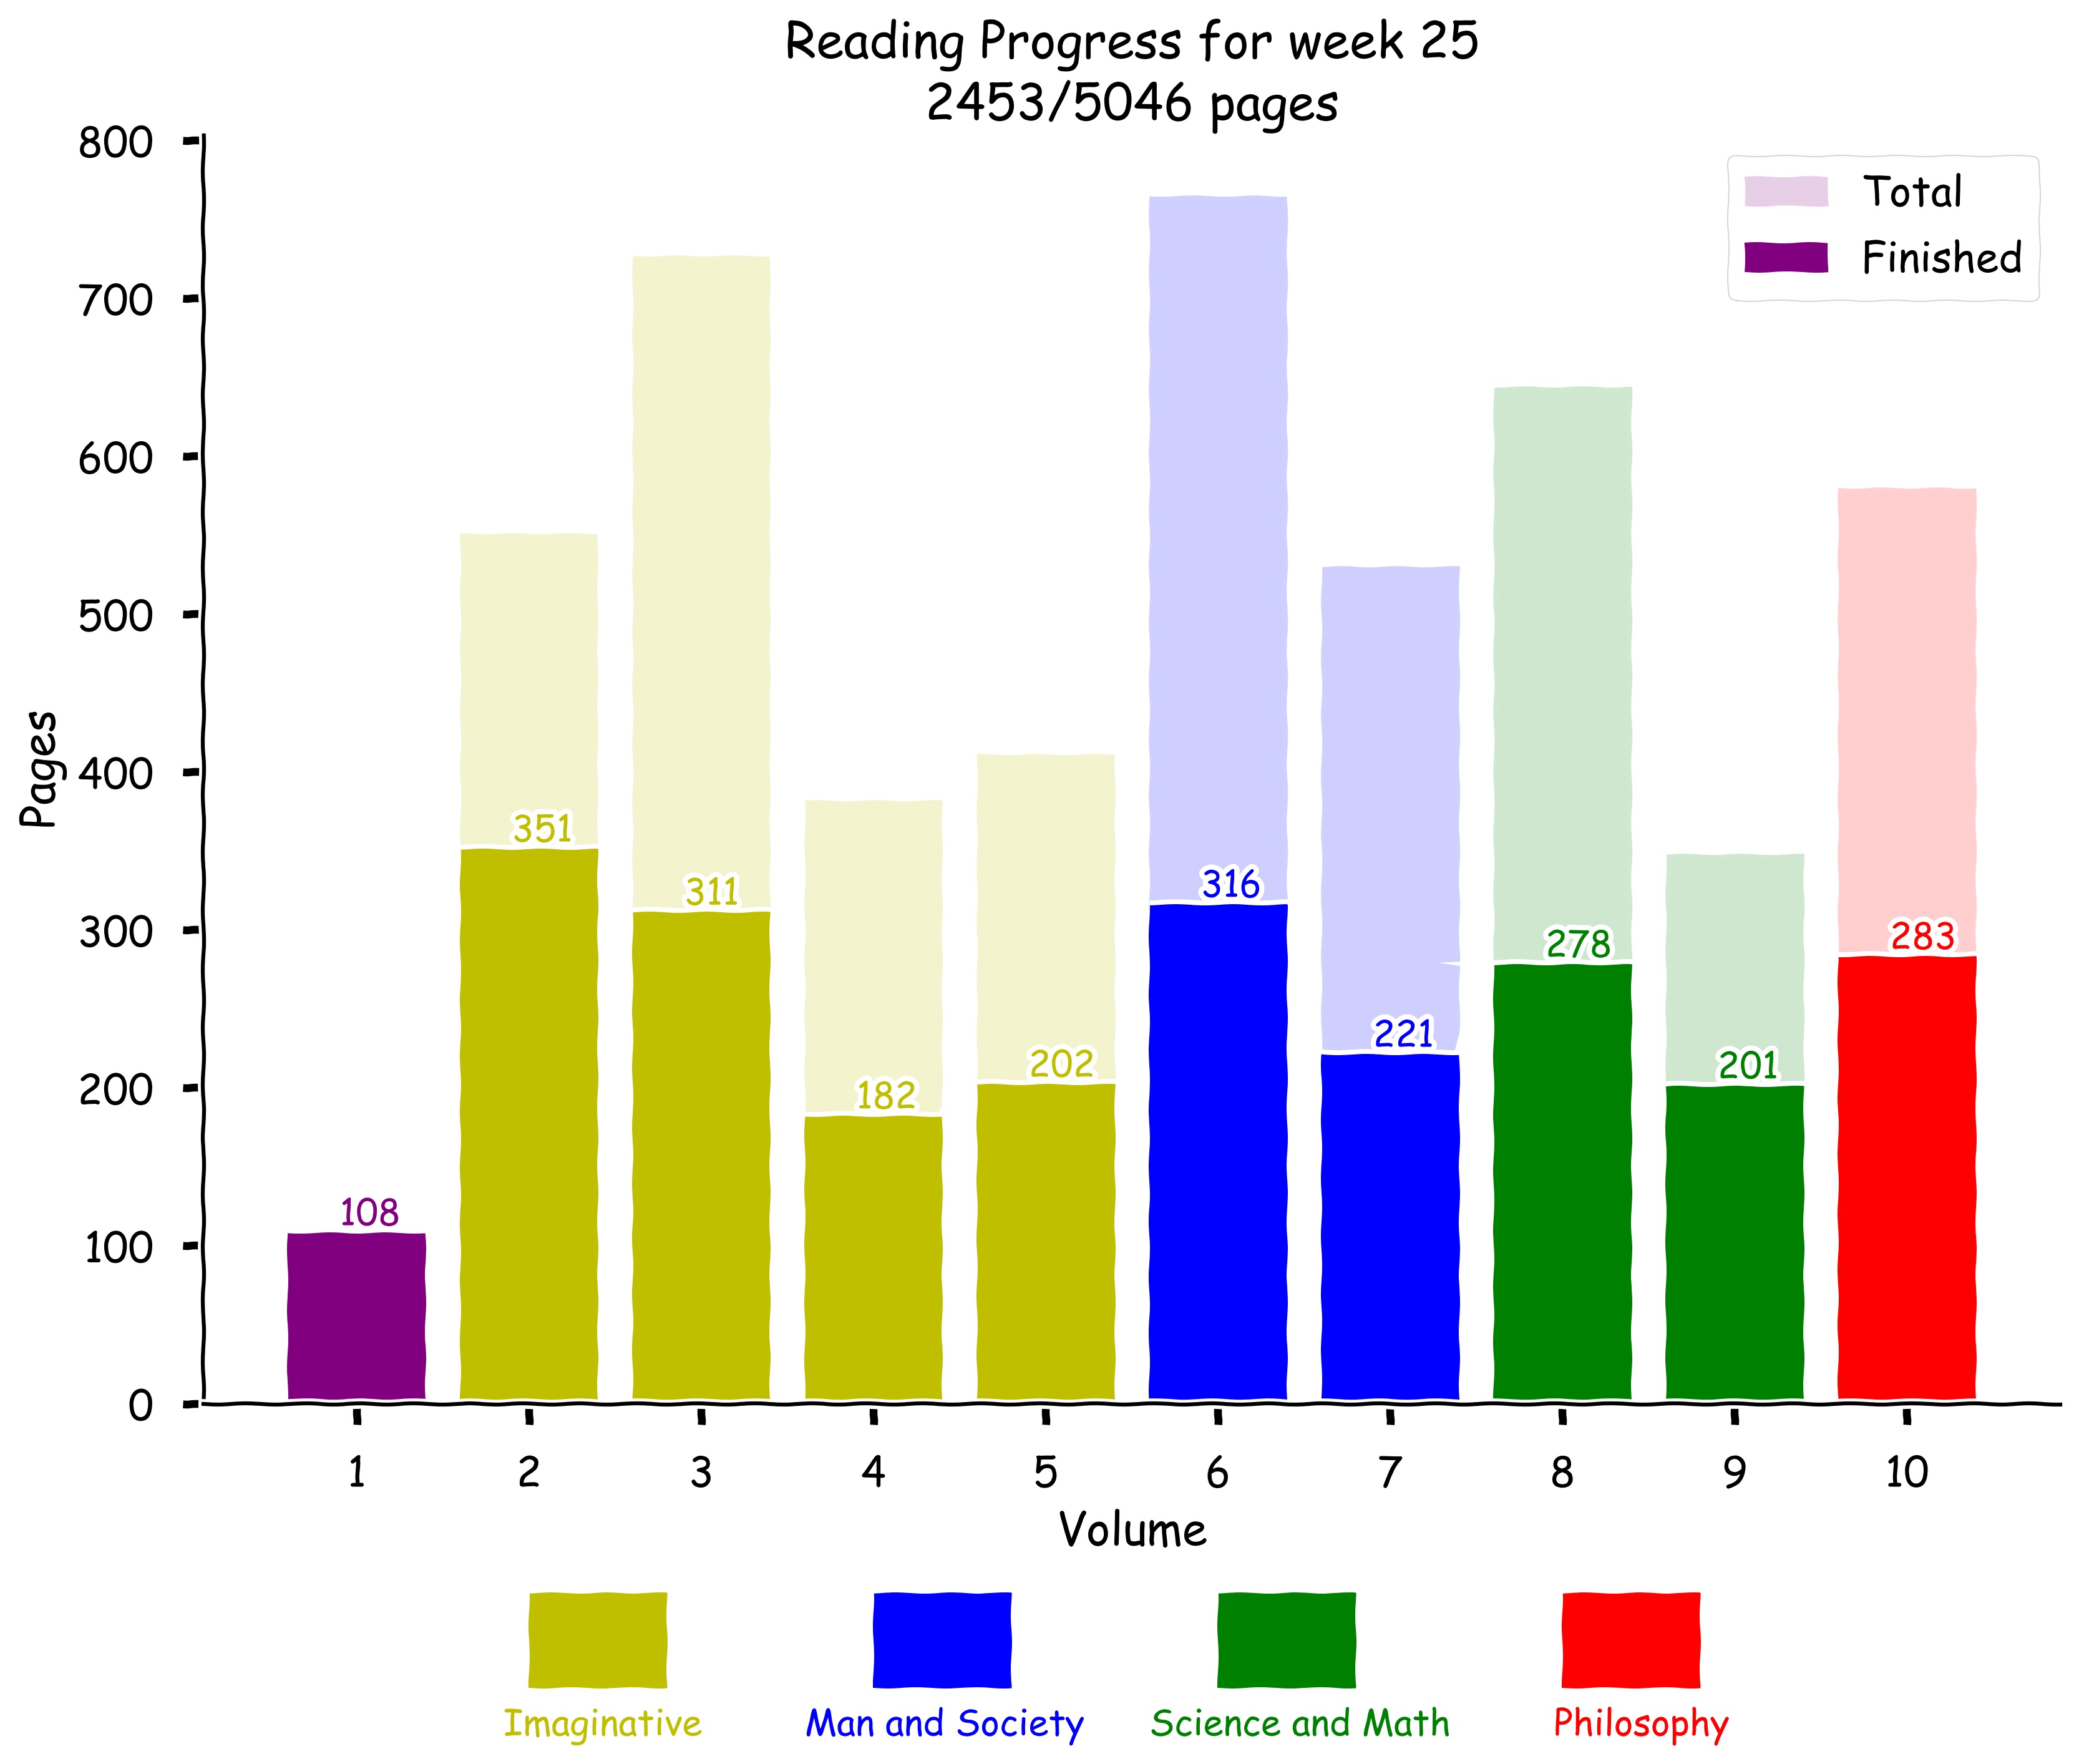 Reading Progress for week 25
2453/5046 pages
Total
Finished
800
700
600
500
400
300
200
100
0
Pages
108
351
311
182
202
316
221
278
201
283
1 2 3 4 5 6 7 8 9 10
Volume
Imaginative Man and Society Science and Math Philosophy